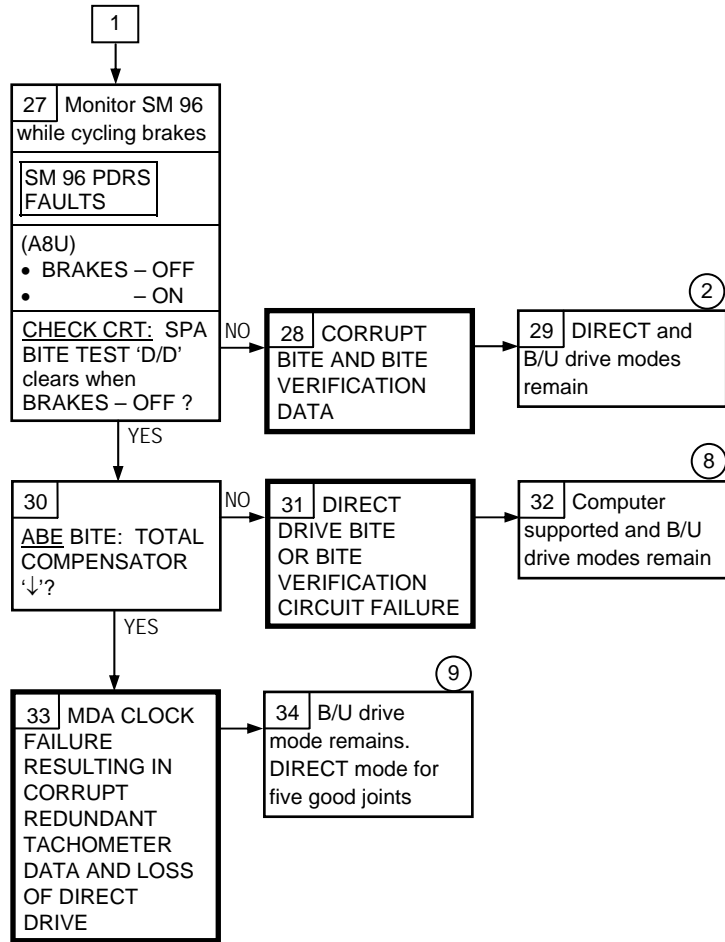 1
27 Monitor SM 96
while cycling brakes
SM 96 PDRS
FAULTS
(A8U)
• BRAKES – OFF
• – ON
CHECK CRT: SPA
BITE TEST ‘D/D’
clears when
BRAKES – OFF ?
NO
28 CORRUPT
BITE AND BITE
VERIFICATION
DATA
2
29 DIRECT and
B/U drive modes
remain
YES
30
ABE BITE: TOTAL
COMPENSATOR
‘↓’?
NO
31 DIRECT
DRIVE BITE
OR BITE
VERIFICATION
CIRCUIT FAILURE
8
32 Computer
supported and B/U
drive modes remain
YES
33 MDA CLOCK
FAILURE
RESULTING IN
CORRUPT
REDUNDANT
TACHOMETER
DATA AND LOSS
OF DIRECT
DRIVE
9
34 B/U drive
mode remains.
DIRECT mode for
five good joints